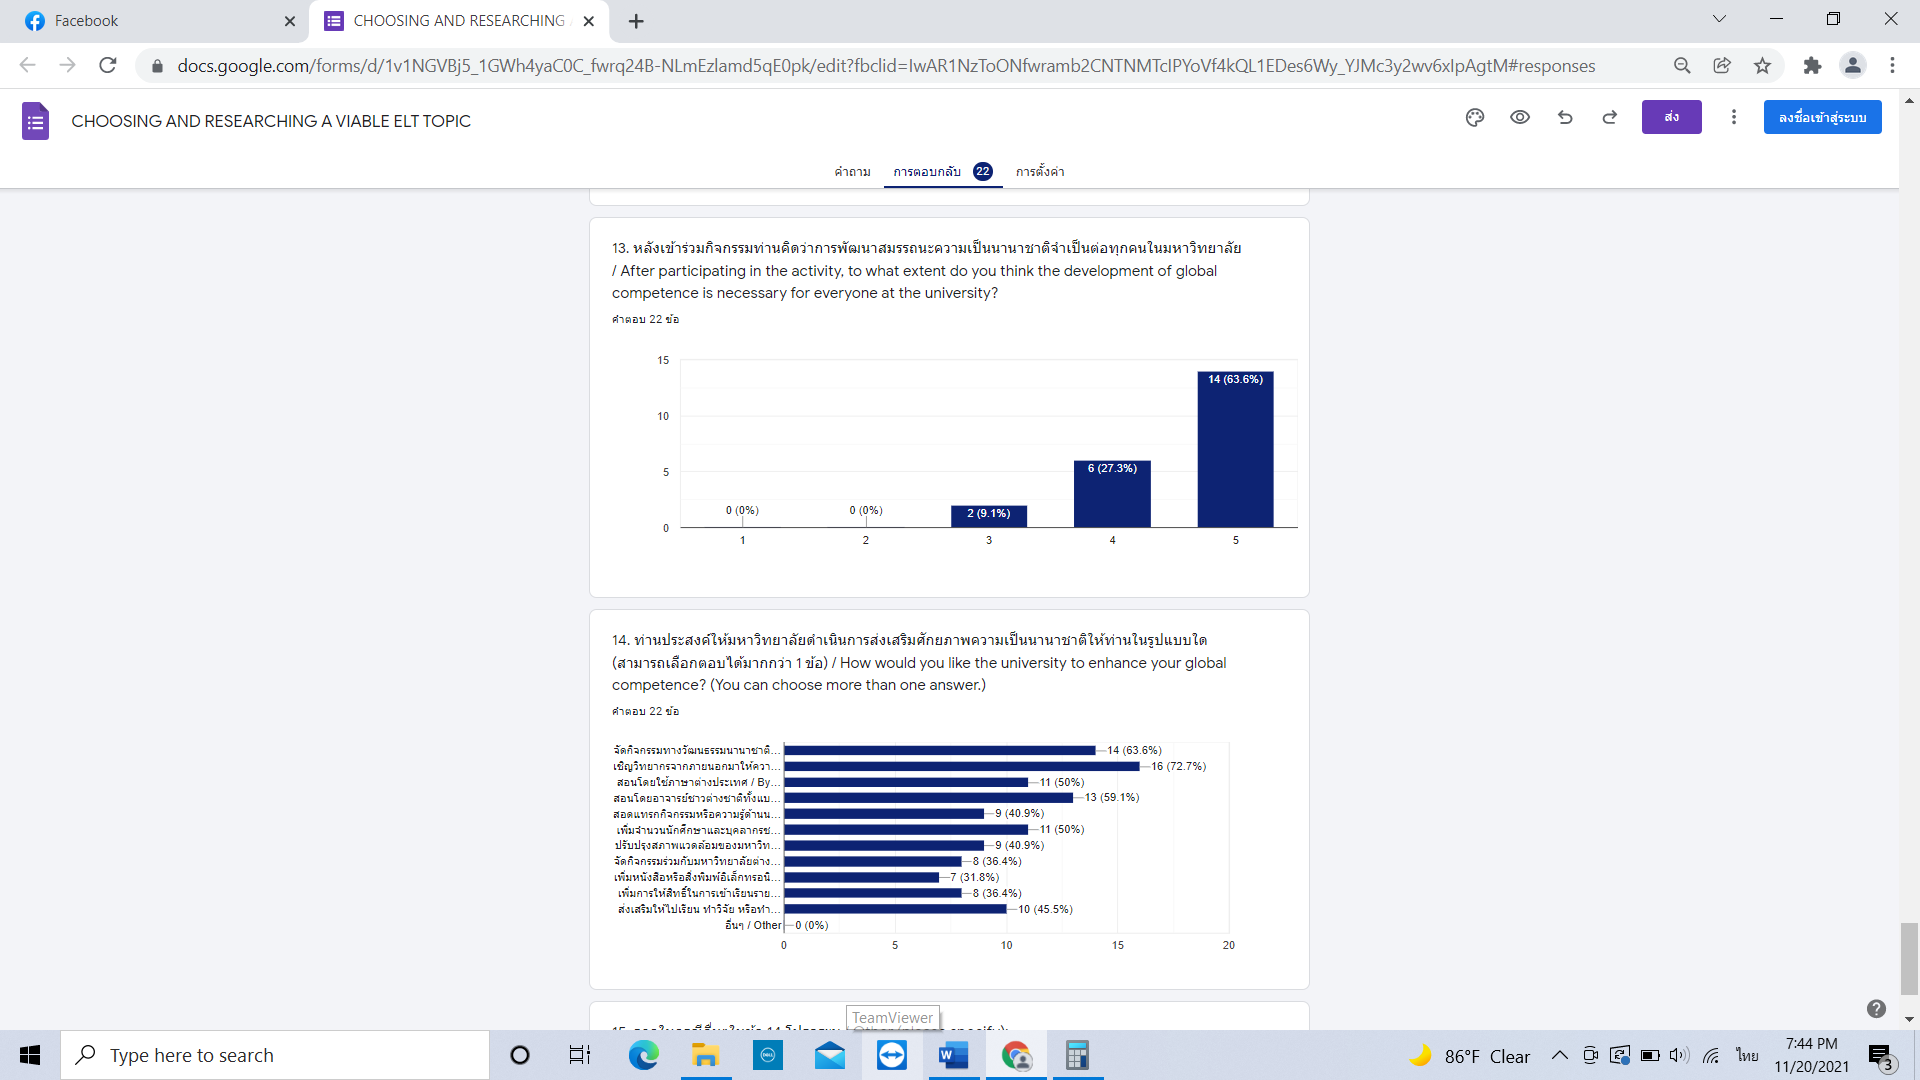 Facebook
CHOOSING AND RESEARCHING
docs.google.com/forms/d/1v1NGVBj5_1GWh4yaC0C_fwrq24B-NLmEzlamd5qE0pk/edit?fbclid=IwAR1NzToONfwramb2CNTNMTcIPYoVf4kQL1EDes6Wy_YJMc3y2wv6xIpAgtM#responses
CHOOSING AND RESEARCHING A VIABLE ELT TOPIC
ส่ง
ลงชื่อเข้าสู่ระบบ
คำถาม การตอบกลับ 22 การตั้งค่า
13. หลังเข้าร่วมกิจกรรมท่านคิดว่าการพัฒนาสมรรถนะความเป็นนานาชาติจำเป็นต่อทุกคนในมหาวิทยาลัย
/ After participating in the activity, to what extent do you think the development of global
competence is necessary for everyone at the university?
คำตอบ 22 ข้อ
15
10
5
0
0 (0%)
0 (0%)
2 (9.1%)
6 (27.3%)
14 (63.6%)
1 2 3 4 5
14. ท่านประสงค์ให้มหาวิทยาลัยดำเนินการส่งเสริมศักยภาพความเป็นนานาชาติให้ท่านในรูปแบบใด
(สามารถเลือกตอบได้มากกว่า 1 ข้อ) / How would you like the university to enhance your global
competence? (You can choose more than one answer.)
คำตอบ 22 ข้อ
จัดกิจกรรมทางวัฒนธรรมนานาชาติ... 14 (63.6%)
เชิญวิทยากรจากภายนอกมาให้ควา... 16 (72.7%)
สอนโดยใช้ภาษาต่างประเทศ / By... 11 (50%)
สอนโดยอาจารย์ชาวต่างชาติทั้งแบ... 13 (59.1%)
สอดแทรกกิจกรรมหรือความรู้ด้านน... 9 (40.9%)
เพิ่มจำนวนนักศึกษาและบุคลากรช... 11 (50%)
ปรับปรุงสภาพแวดล้อมของมหาวิท... 9 (40.9%)
จัดกิจกรรมร่วมกับมหาวิทยาลัยต่าง... 8 (36.4%)
เพิ่มหนังสือหรือสิ่งพิมพ์อิเล็กทรอนิ... 7 (31.8%)
เพิ่มการให้สิทธิ์ในการเข้าเรียนราย... 8 (36.4%)
ส่งเสริมให้ไปเรียน ทำวิจัย หรือทำ... 10 (45.5%)
อื่นๆ / Other 0 (0%)
0 5 10 15 20
TeamViewer
Type here to search
86°F Clear
ไทย
7:44 PM
11/20/2021
3